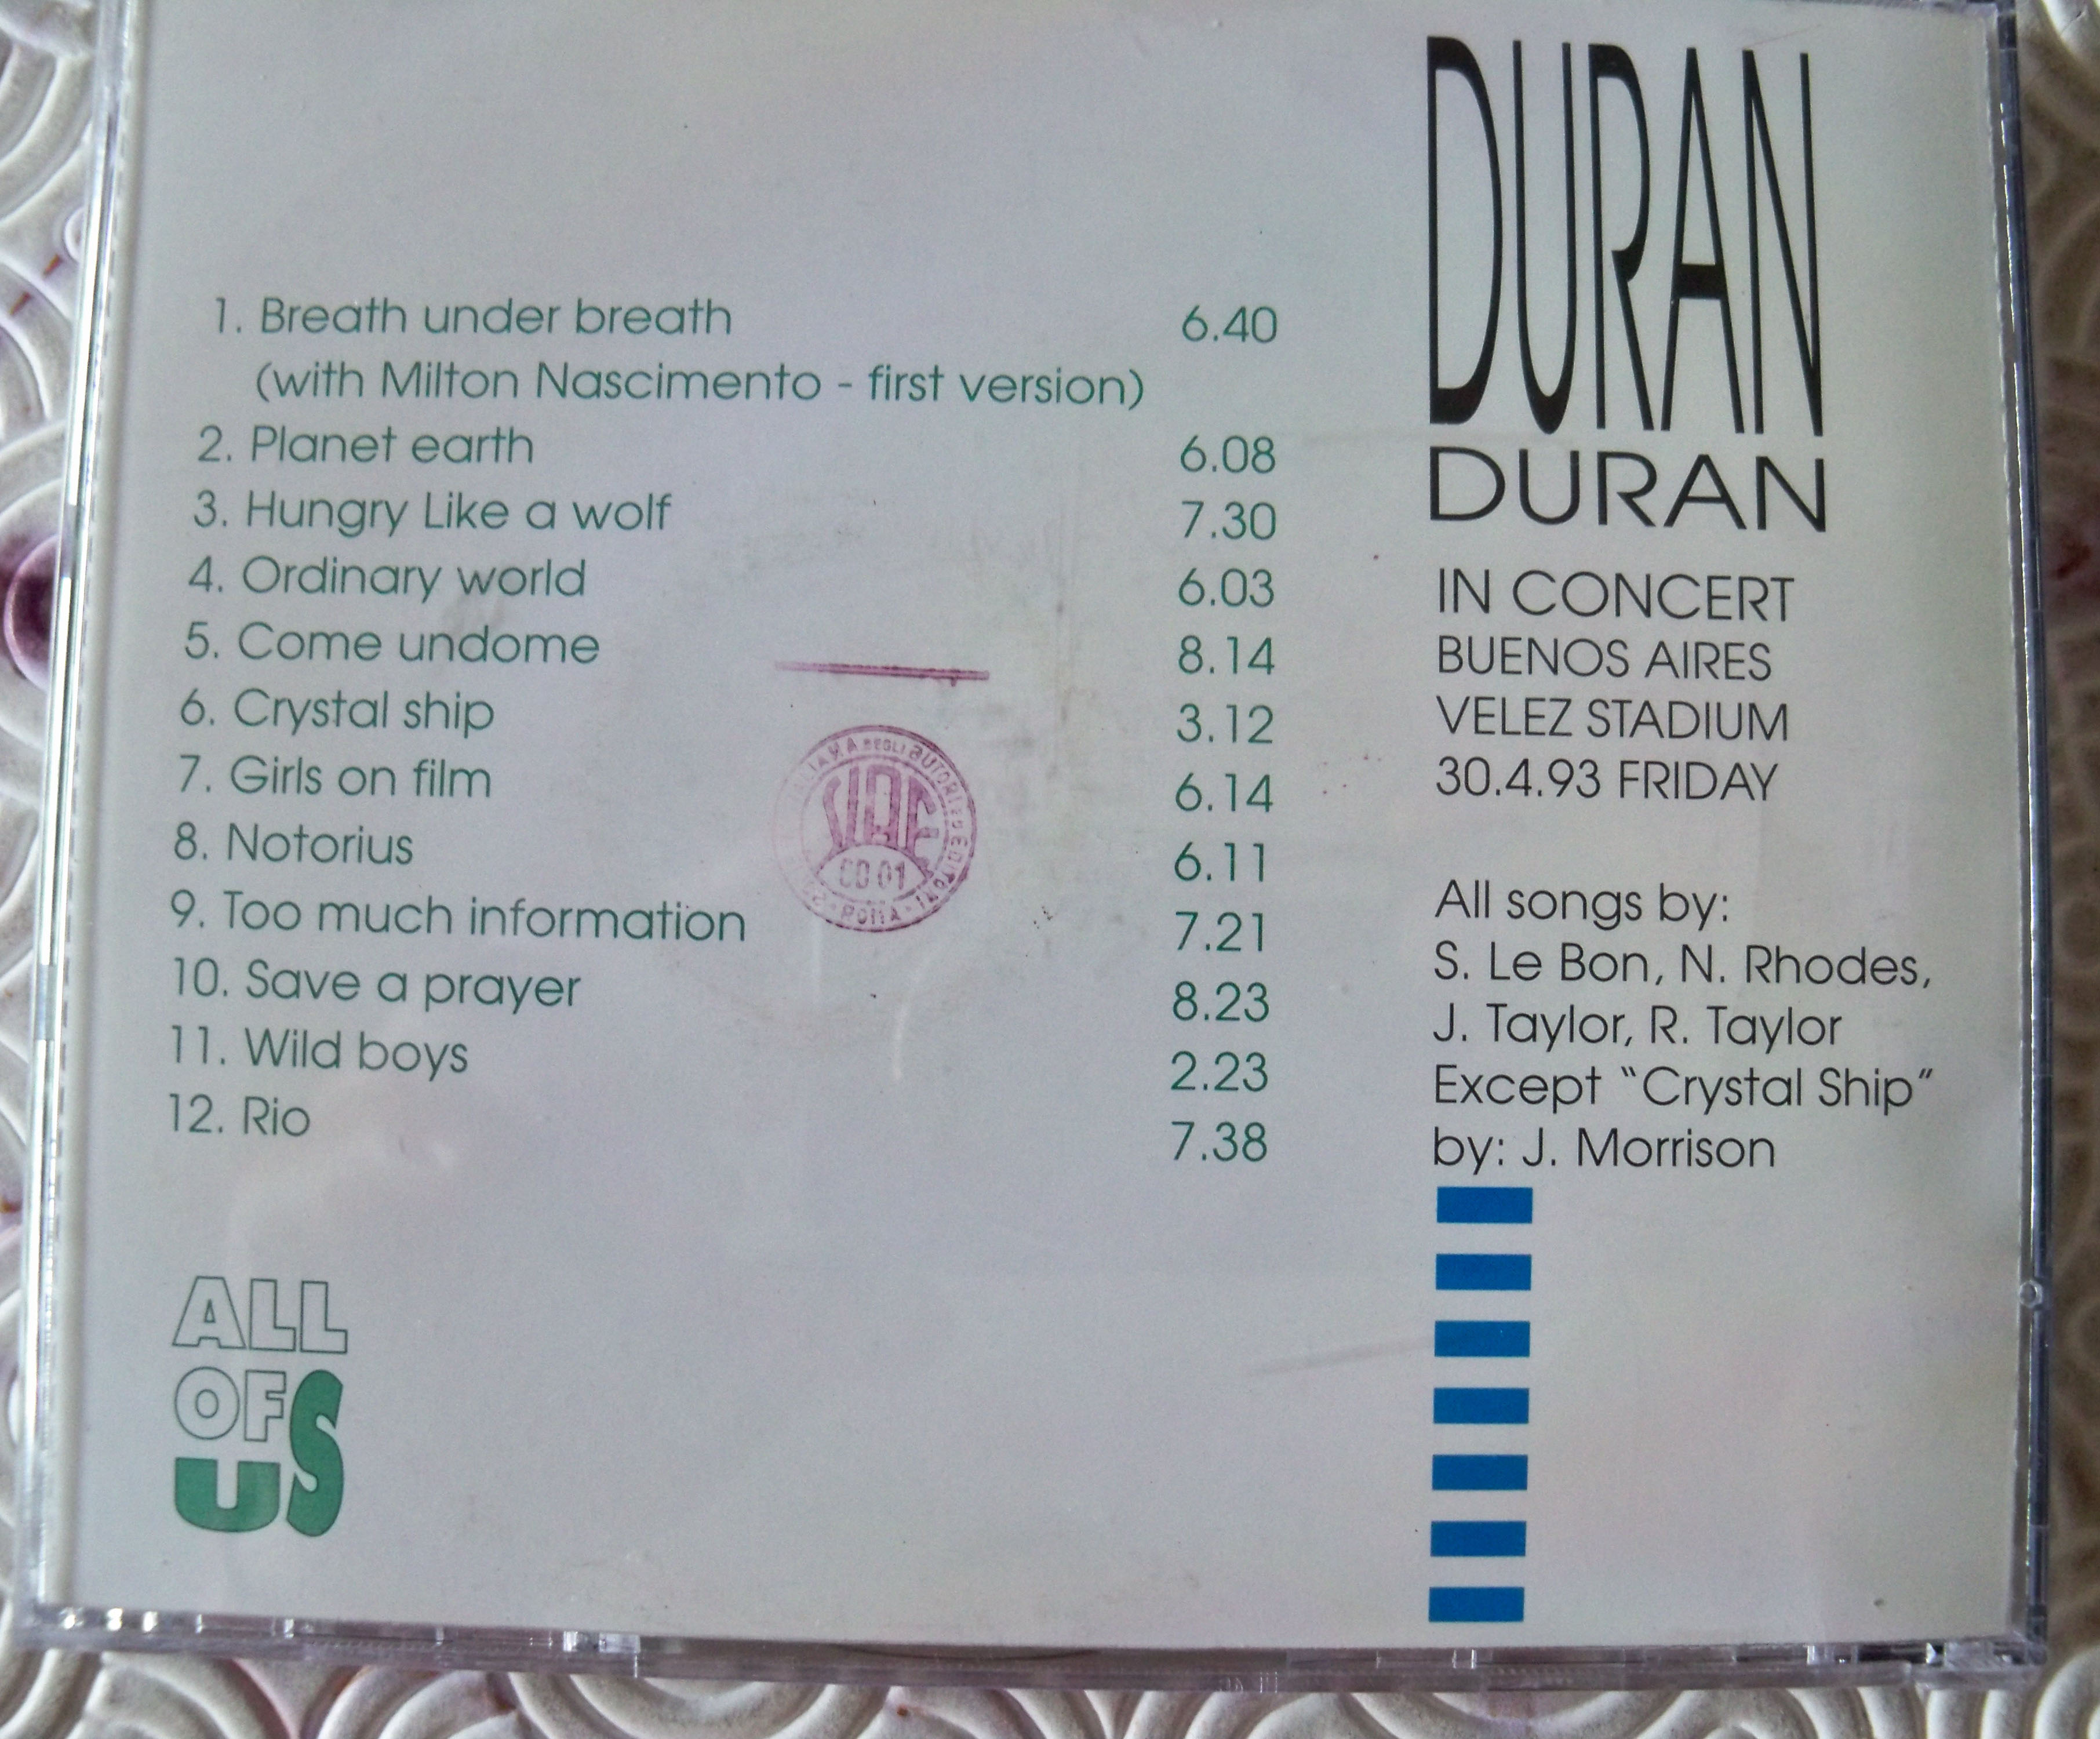 1. Breath under breath 6.40
(with Milton Nascimento - first version)
2. Planet earth 6.08
3. Hungry Like a wolf 7.30
4. Ordinary world 6.03
5. Come undome 8.14
6. Crystal ship 3.12
7. Girls on film 6.14
8. Notorius 6.11
9. Too much information 7.21
10. Save a prayer 8.23
11. Wild boys 2.23
12. Rio 7.38
SIAE
DEGLI AUTORI ED EDITORI
ROMA
ALL
OF
US
DURAN
DURAN
IN CONCERT
BUENOS AIRES
VELEZ STADIUM
30.4.93 FRIDAY
All songs by:
S. Le Bon, N. Rhodes,
J. Taylor, R. Taylor
Except "Crystal Ship"
by: J. Morrison